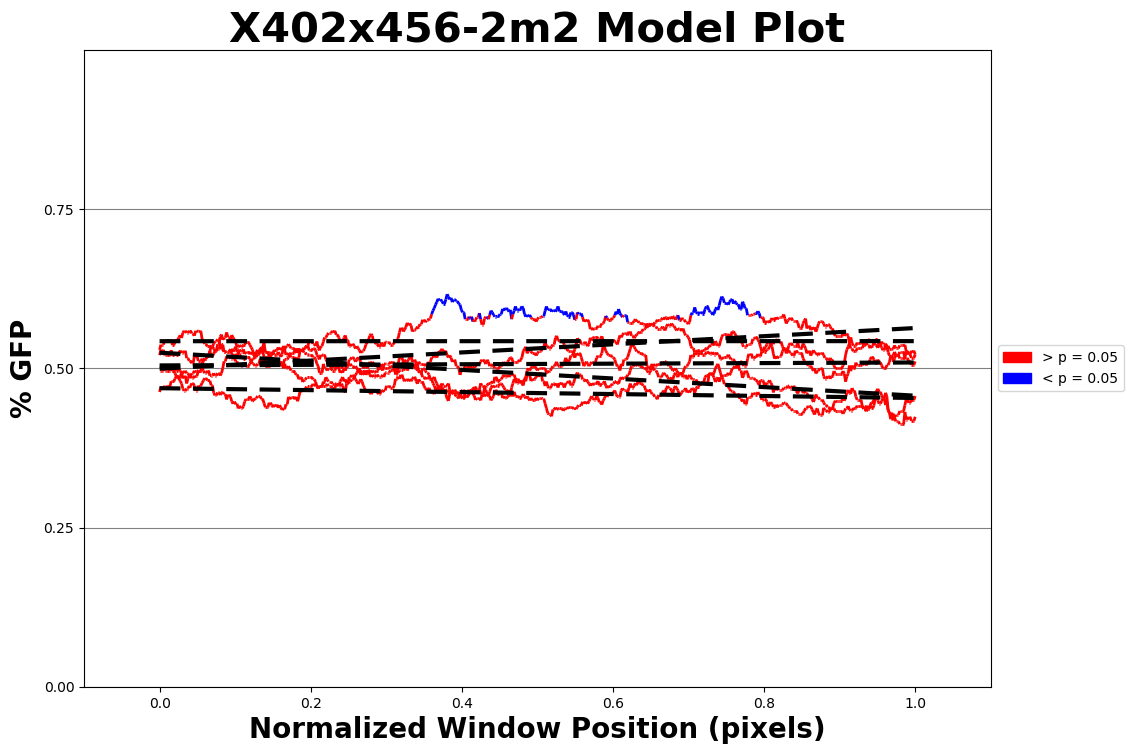 X402x456-2m2 Model Plot
% GFP
0.75
0.50
0.25
0.00
0.0 0.2 0.4 0.6 0.8 1.0
Normalized Window Position (pixels)
> p = 0.05
< p = 0.05